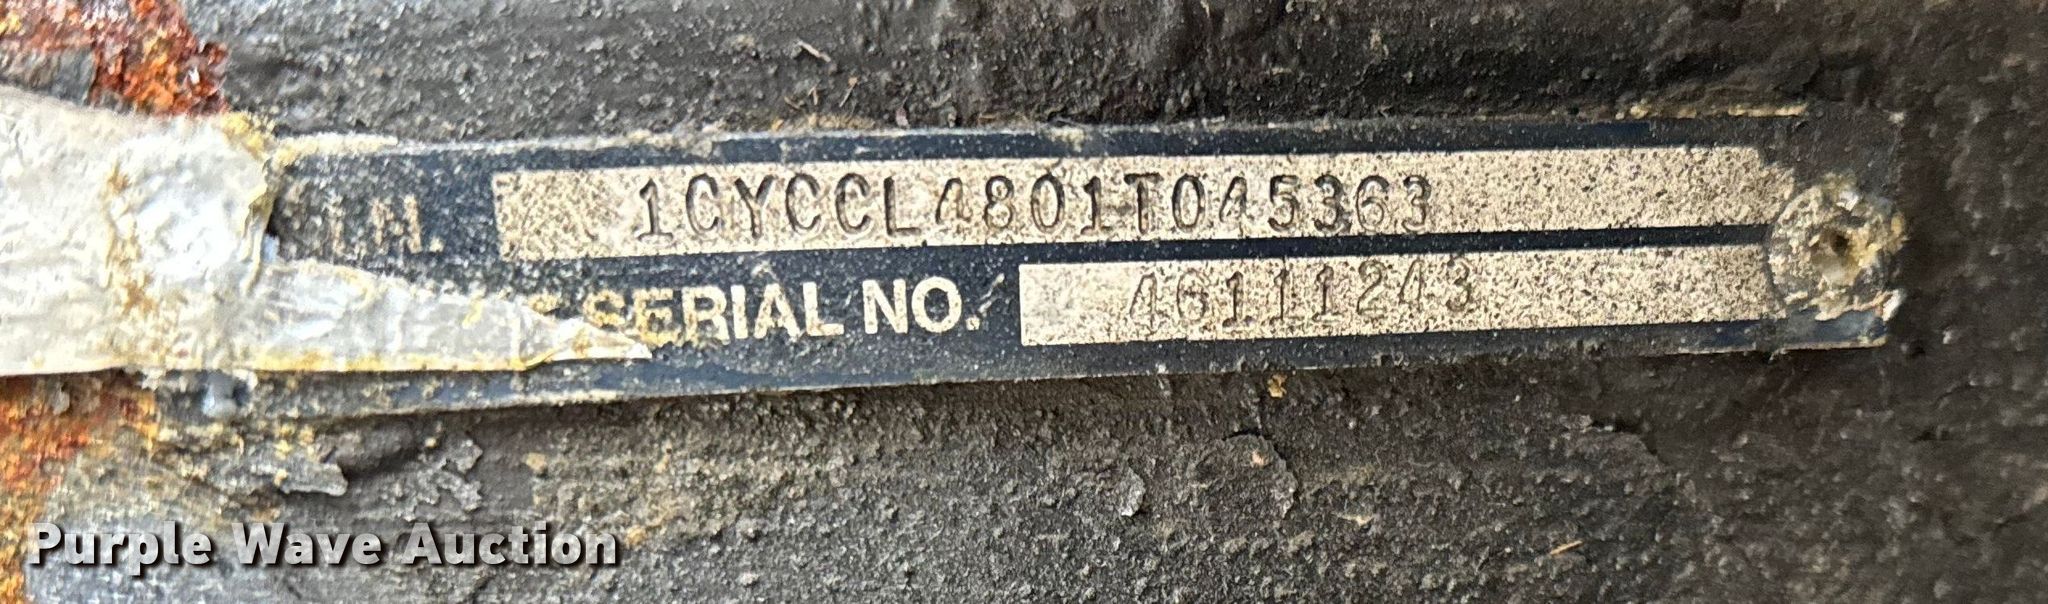 I.N. 1CYCCL4801T045363
SERIAL NO. 46111243
Purple Wave Auction